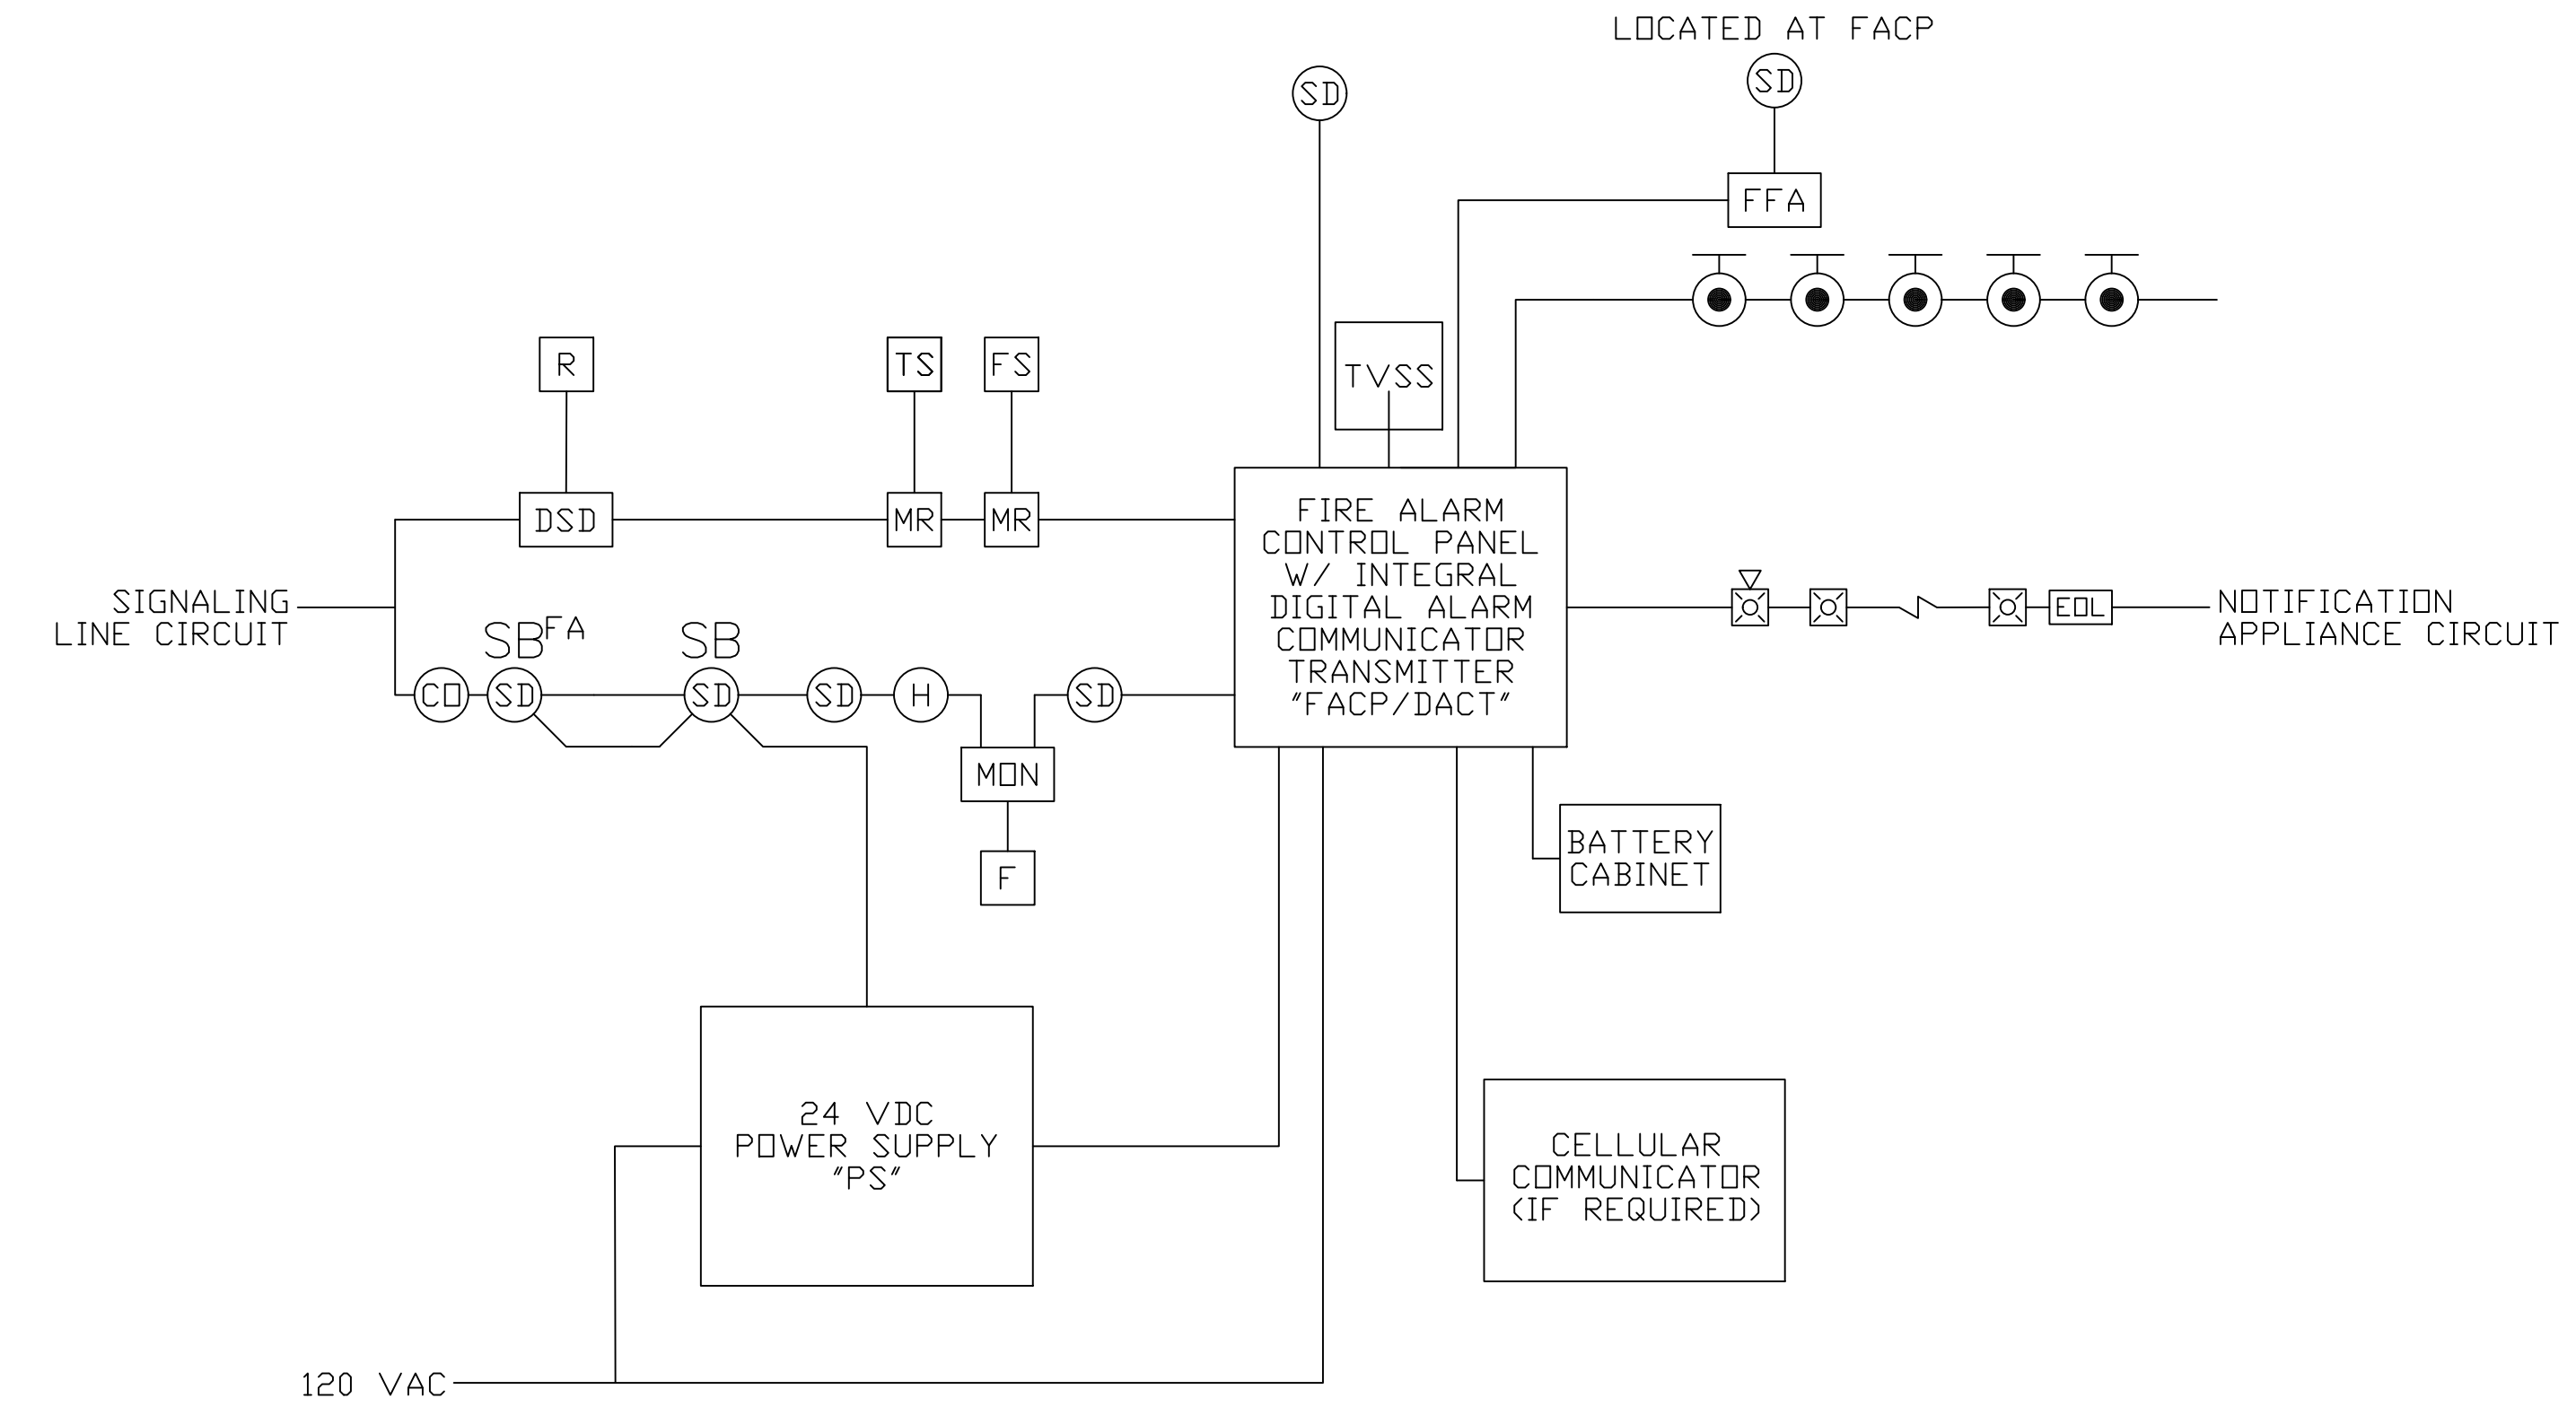 LOCATED AT FACP
SD
SD
FFA
TVSS
R
TS
FS
DSD
MR
MR
FIRE ALARM
CONTROL PANEL
W/ INTEGRAL
DIGITAL ALARM
COMMUNICATOR
TRANSMITTER
"FACP/DACT"
SIGNALING
LINE CIRCUIT
EOL
NOTIFICATION
APPLIANCE CIRCUIT
SB FA
SB
CO
SD
SD
SD
H
SD
MON
F
BATTERY
CABINET
24 VDC
POWER SUPPLY
"PS"
CELLULAR
COMMUNICATOR
(IF REQUIRED)
120 VAC